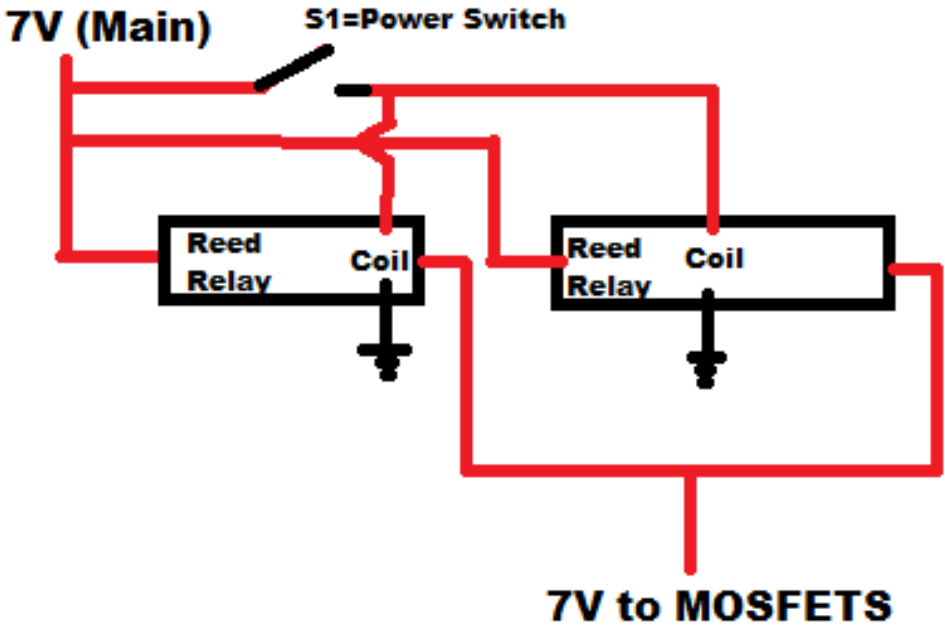 7V (Main)
S1=Power Switch
Reed
Relay
Coil
Reed
Relay
Coil
7V to MOSFETS